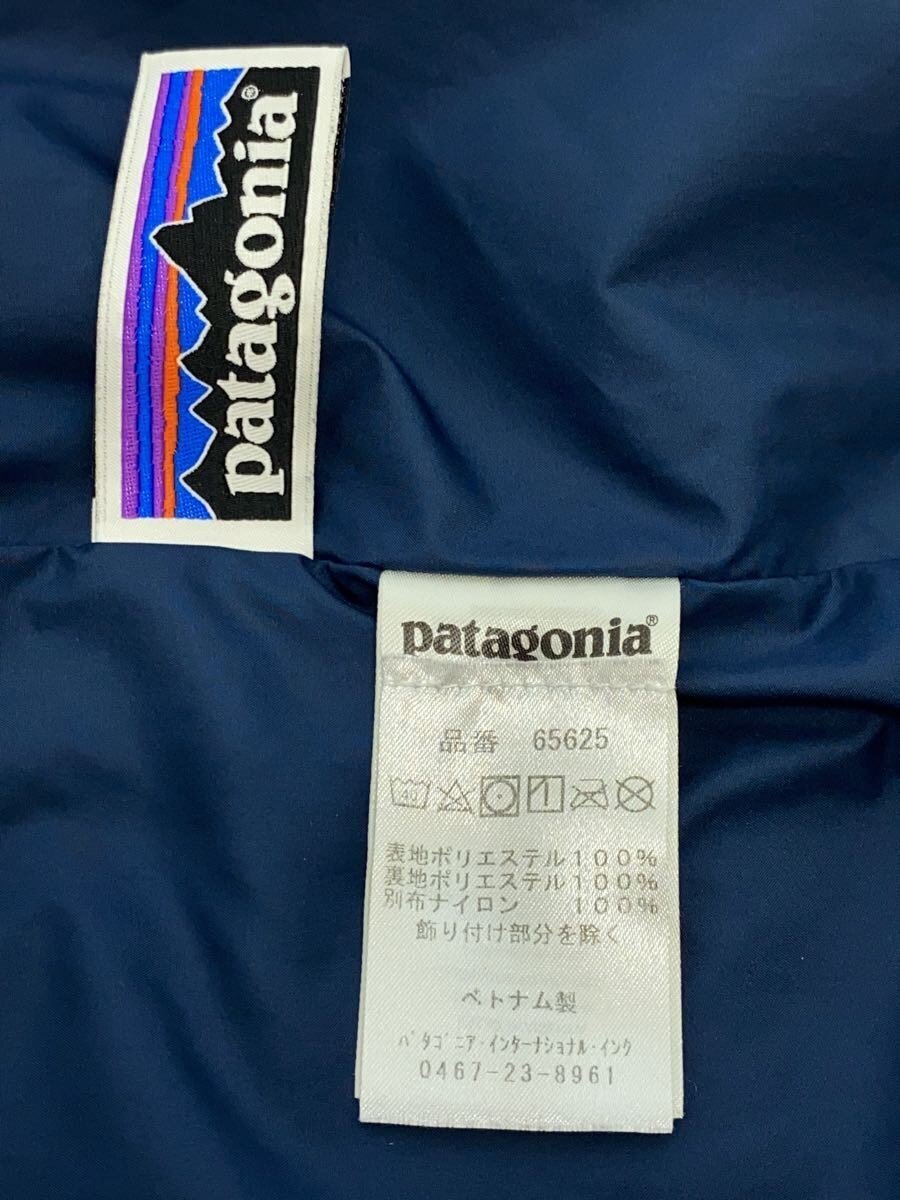 patagonia®
patagonia®
品番 65625
表地ポリエステル100%
裏地ポリエステル100%
別布ナイロン 100%
飾り付け部分を除く
ベトナム製
パタゴニア・インターナショナル・インク
0467-23-8961